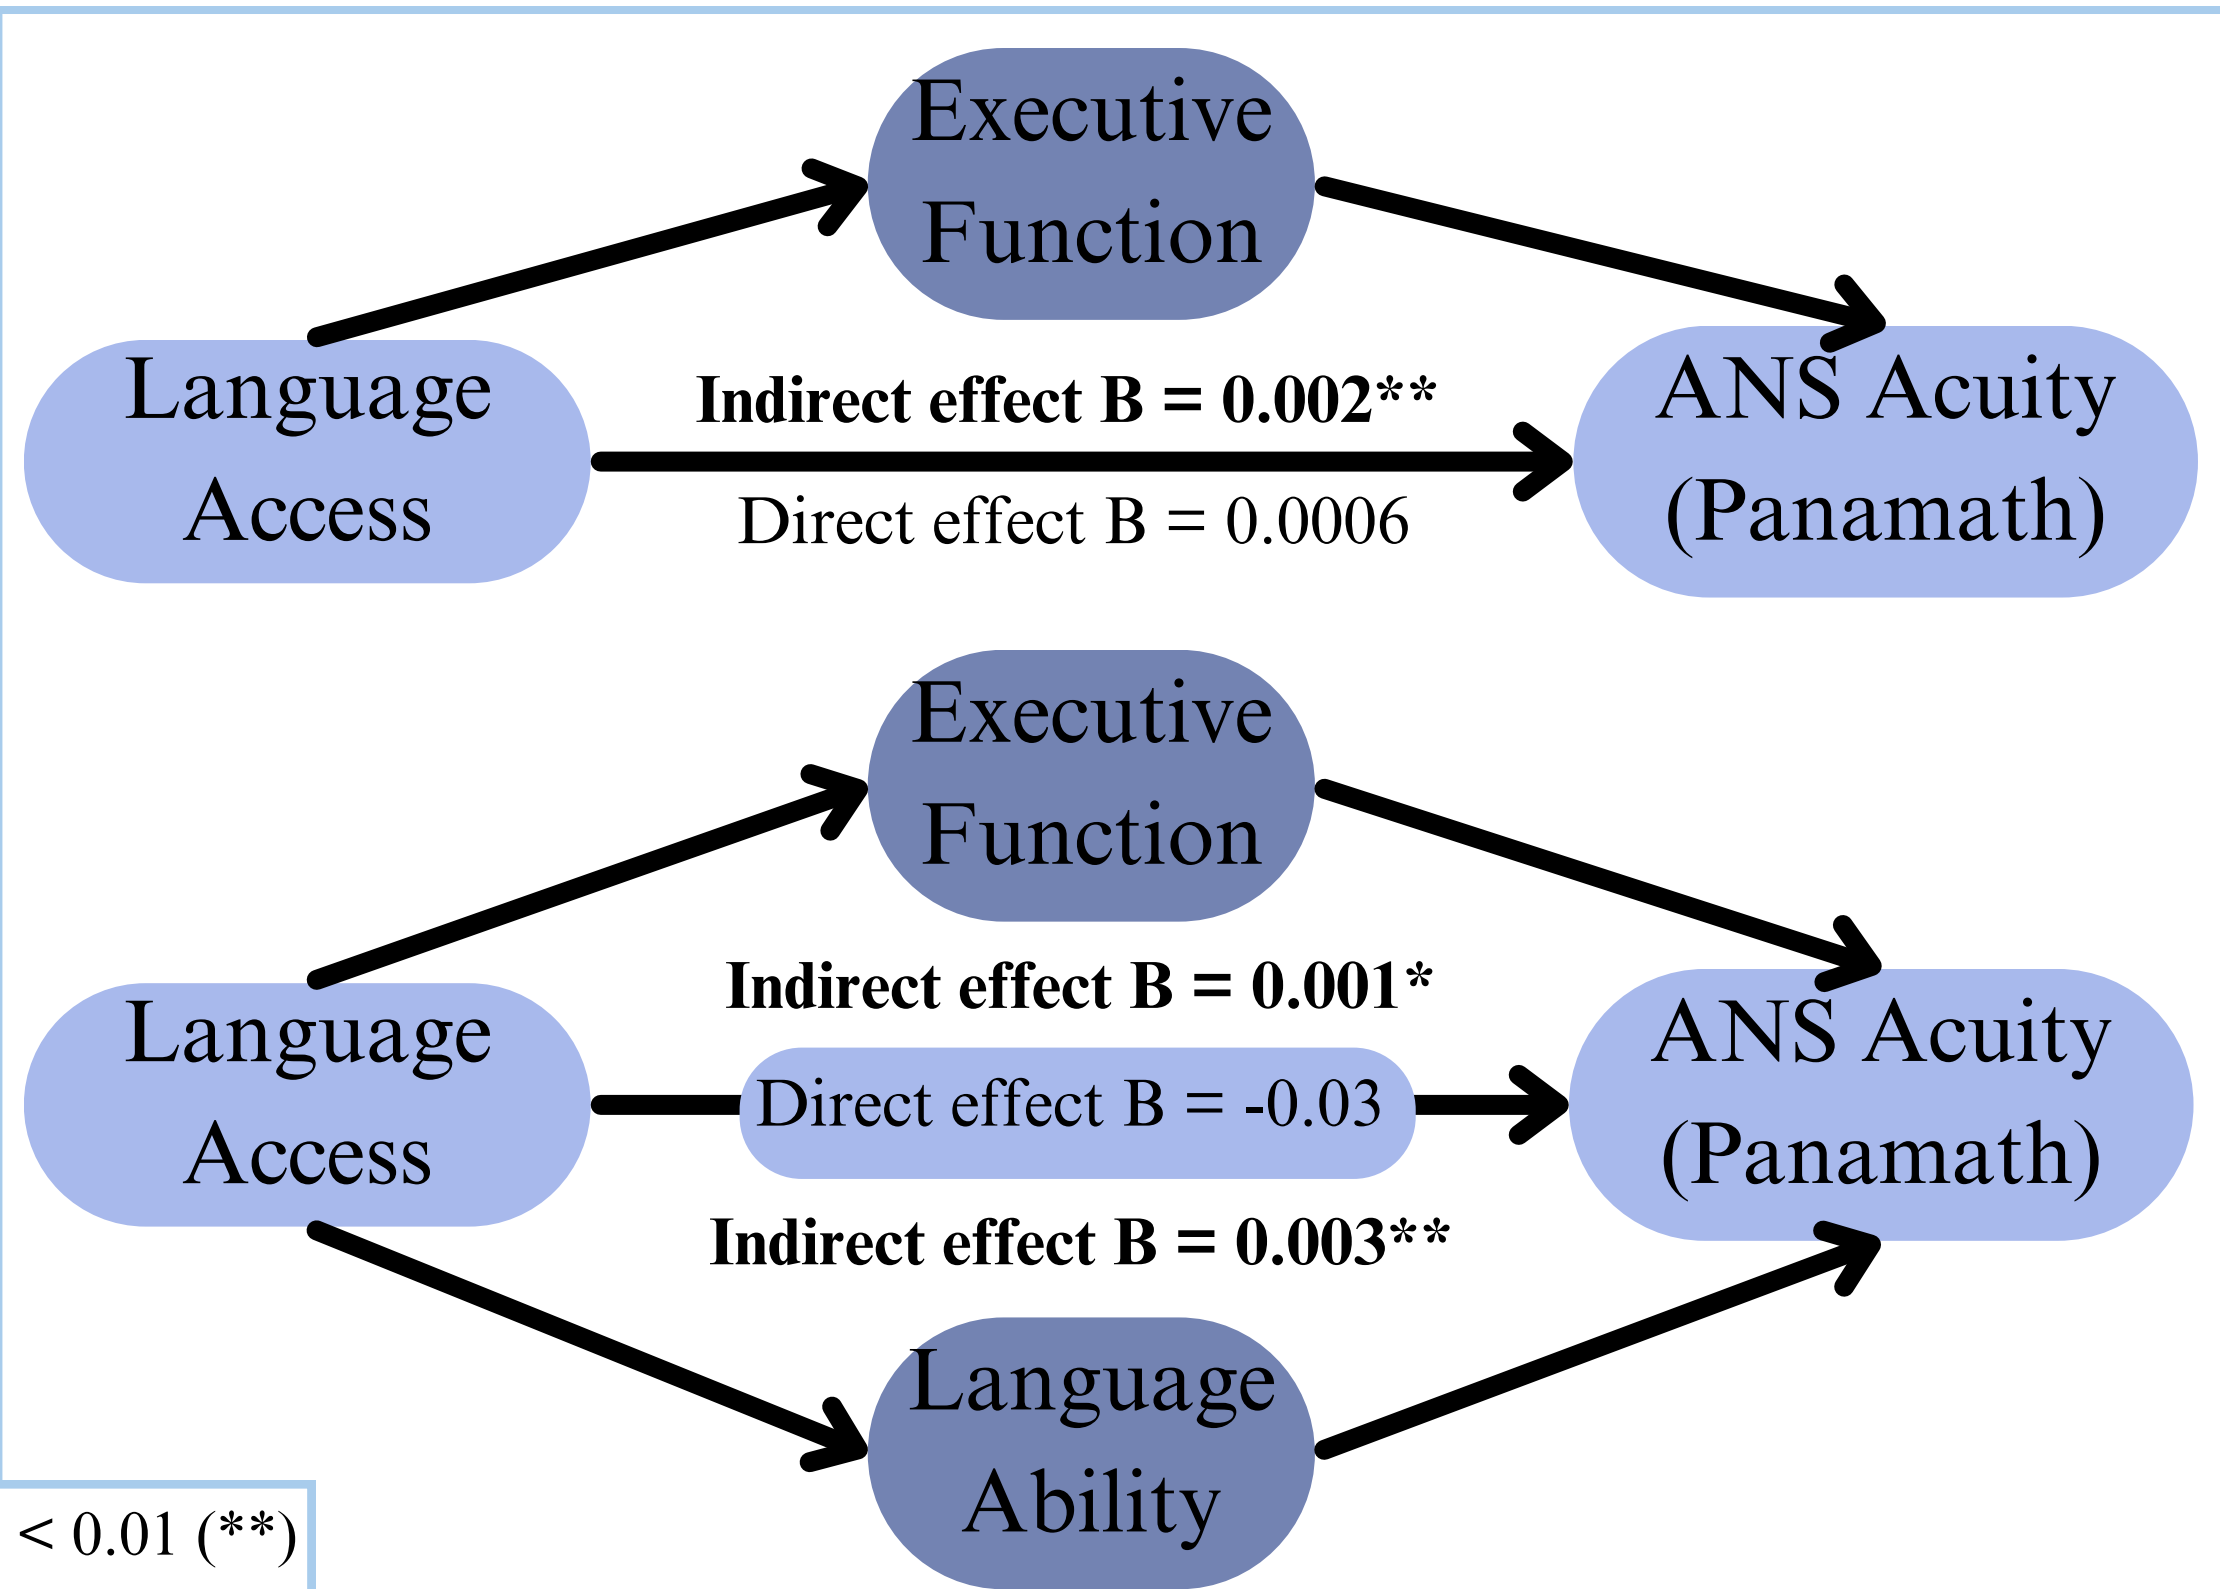 Executive
Function
Language
Access
Indirect effect B = 0.002**
Direct effect B = 0.0006
ANS Acuity
(Panamath)
Executive
Function
Language
Access
Indirect effect B = 0.001*
Direct effect B = -0.03
Indirect effect B = 0.003**
ANS Acuity
(Panamath)
Language
Ability
< 0.01 (**)